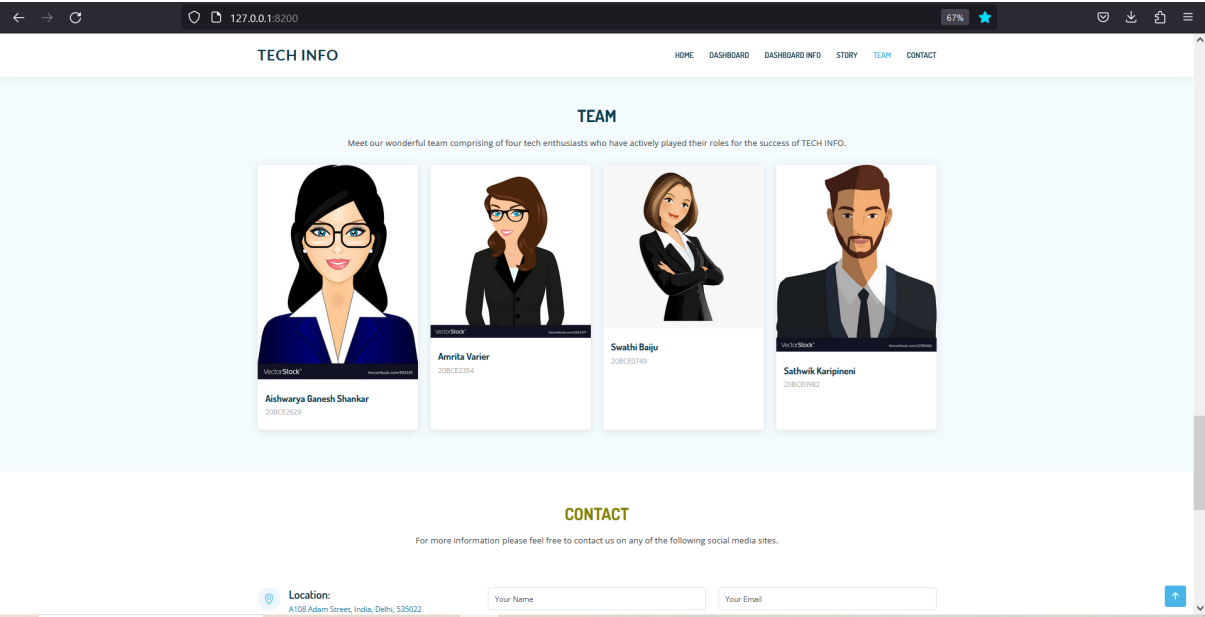 127.0.0.1:8200
67%
TECH INFO
HOME DASHBOARD DASHBOARD INFO STORY TEAM CONTACT
TEAM
Meet our wonderful team comprising of four tech enthusiasts who have actively played their roles for the success of TECH INFO.
VectorStock®
VectorStock®
VectorStock®
Aishwarya Ganesh Shankar
20BCE2629
Amrita Varier
20BCE2354
Swathi Baiju
20BCE0749
Sathwik Karipineni
20BCE0982
CONTACT
For more information please feel free to contact us on any of the following social media sites.
Location:
A108 Adam Street, India, Delhi, 535022
Your Name
Your Email